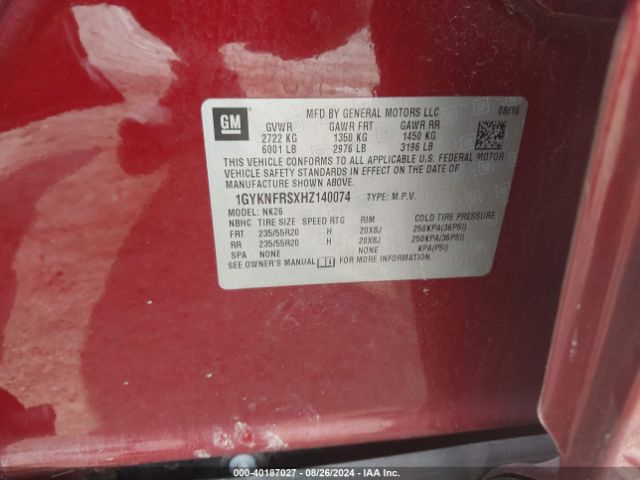 GM
MFD BY GENERAL MOTORS LLC 08/16
GVWR GAWR FRT GAWR RR
2722 KG 1350 KG 1450 KG
6001 LB 2976 LB 3196 LB
THIS VEHICLE CONFORMS TO ALL APPLICABLE U.S. FEDERAL MOTOR
VEHICLE SAFETY STANDARDS IN EFFECT ON THE DATE OF
MANUFACTURE SHOWN ABOVE.
1GYKNFRSXHZ140074 TYPE: M.P.V.
MODEL: NK26
NBHC TIRE SIZE SPEED RTG RIM COLD TIRE PRESSURE
FRT 235/55R20 H 20X8J 250KPA(36PSI)
RR 235/55R20 H 20X8J 250KPA(36PSI)
SPA NONE NONE KPA(PSI)
SEE OWNER'S MANUAL FOR MORE INFORMATION.
STOCK #: 40187027 - 08/26/2024 - IAA Inc.